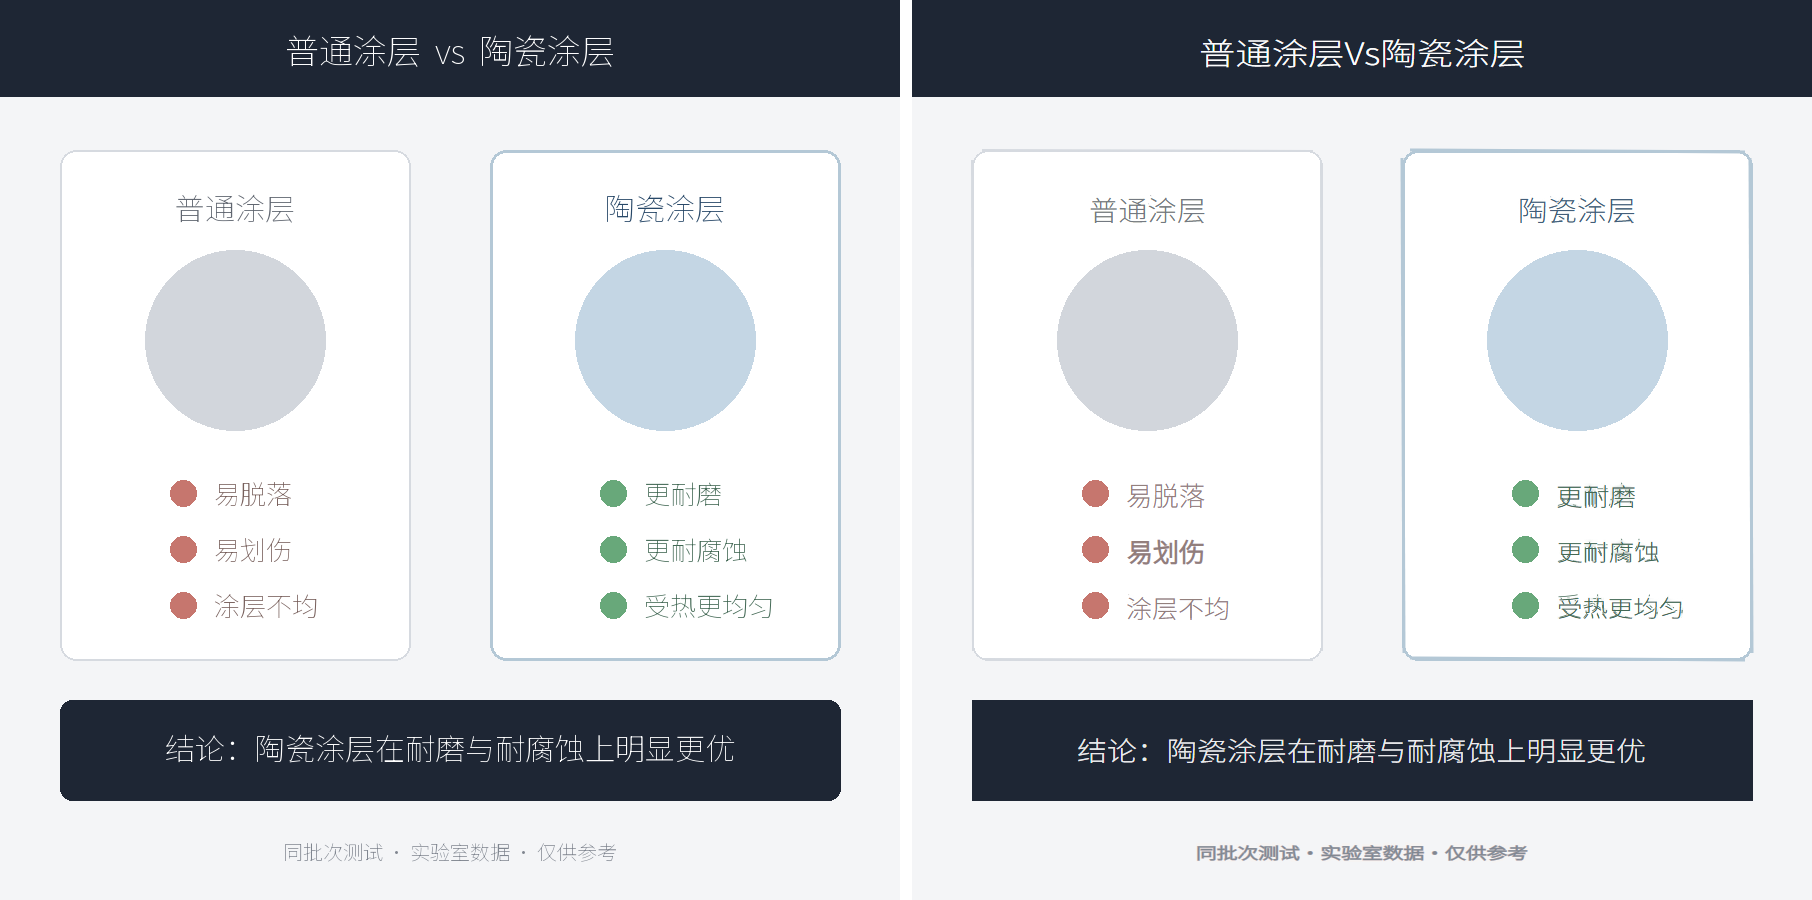 普通涂层 vs 陶瓷涂层
普通涂层
易脱落
易划伤
涂层不均
陶瓷涂层
更耐磨
更耐腐蚀
受热更均匀
结论：陶瓷涂层在耐磨与耐腐蚀上明显更优
同批次测试 · 实验室数据 · 仅供参考
普通涂层Vs陶瓷涂层
普通涂层
易脱落
易划伤
涂层不均
陶瓷涂层
更耐磨
更耐腐蚀
受热更均匀
结论：陶瓷涂层在耐磨与耐腐蚀上明显更优
同批次测试·实验室数据·仅供参考